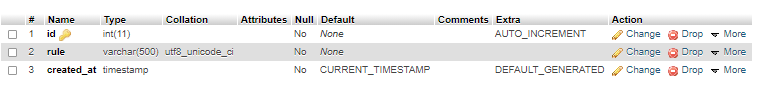 # Name Type Collation Attributes Null Default Comments Extra Action
1 id int(11) No None AUTO_INCREMENT Change Drop More
2 rule varchar(500) utf8_unicode_ci No None Change Drop More
3 created_at timestamp No CURRENT_TIMESTAMP DEFAULT_GENERATED Change Drop More